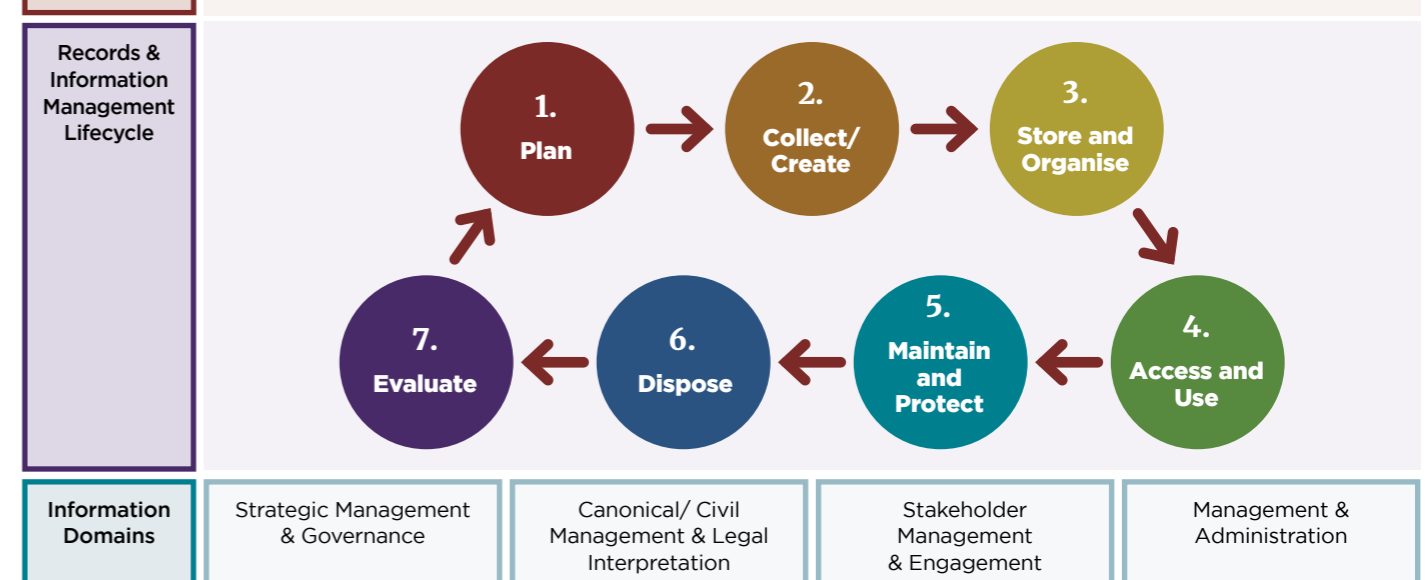 Records &
Information
Management
Lifecycle
1.
Plan
2.
Collect/
Create
3.
Store and
Organise
4.
Access and
Use
5.
Maintain
and
Protect
6.
Dispose
7.
Evaluate
Information
Domains
Strategic Management
& Governance
Canonical/ Civil
Management & Legal
Interpretation
Stakeholder
Management
& Engagement
Management &
Administration